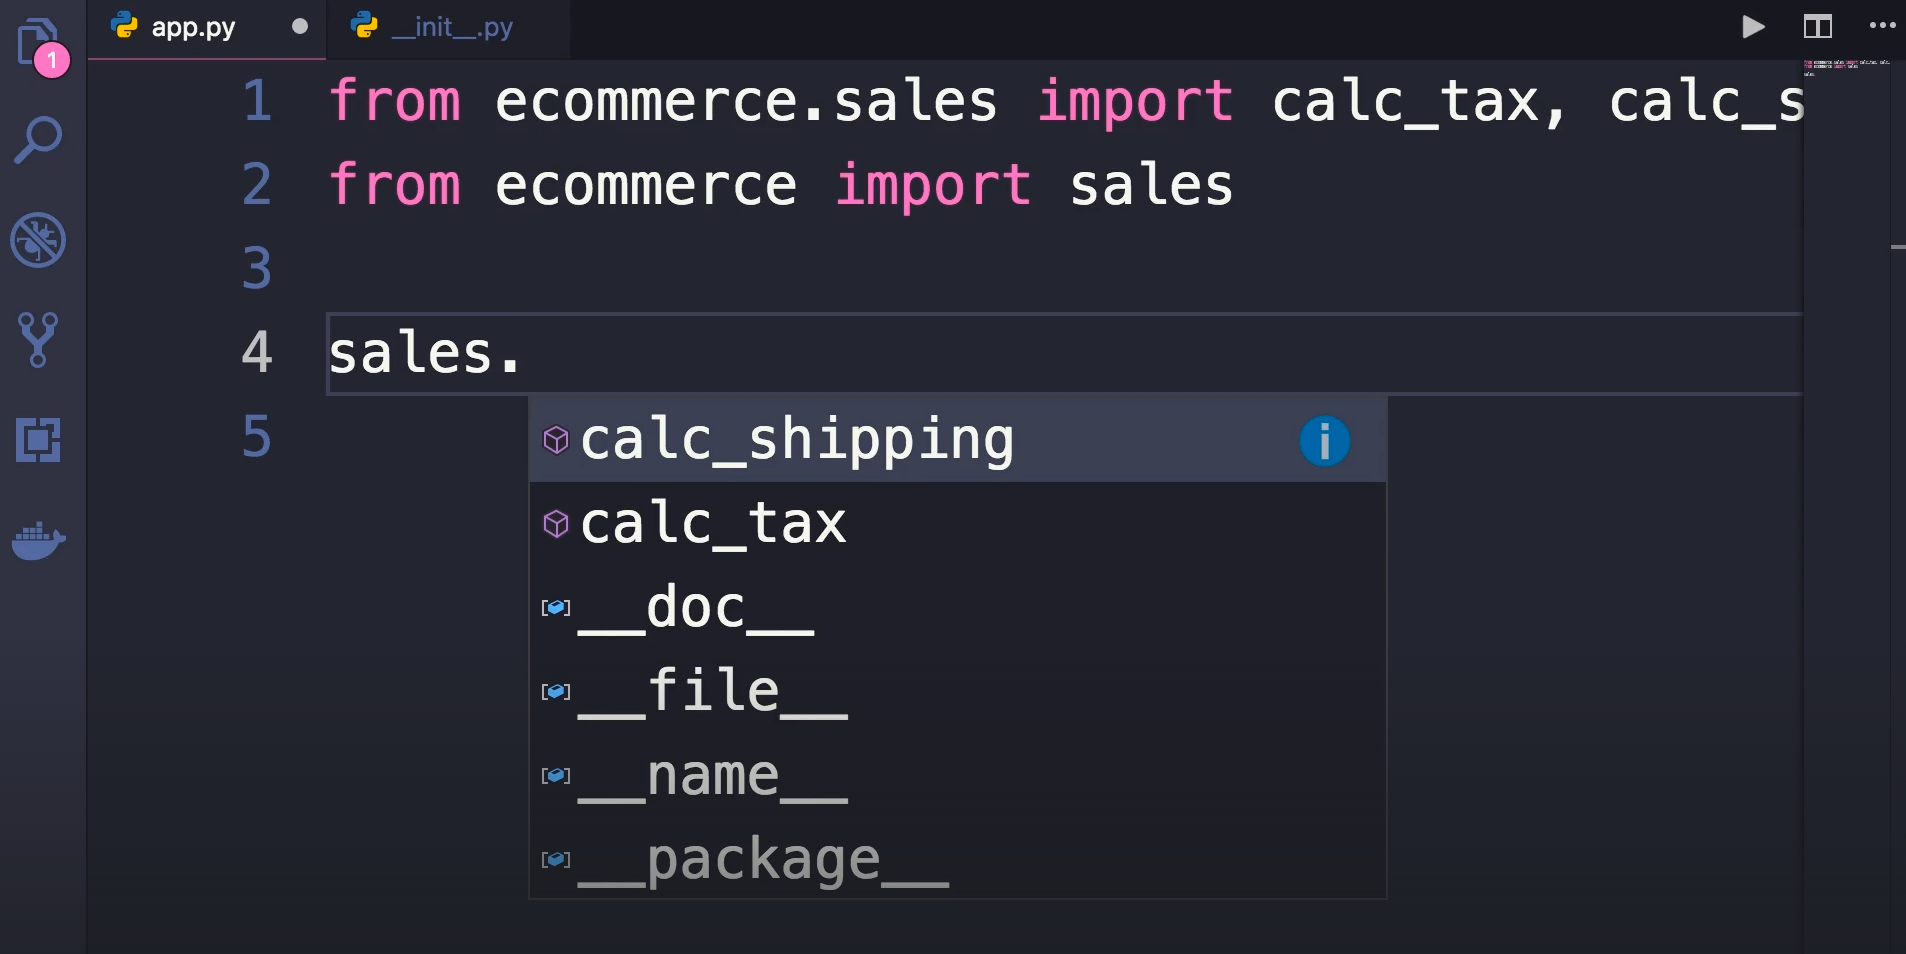 app.py
__init__.py
1
1 from ecommerce.sales import calc_tax, calc_s
2 from ecommerce import sales
3
4 sales.
5
calc_shipping
calc_tax
__doc__
__file__
__name__
__package__